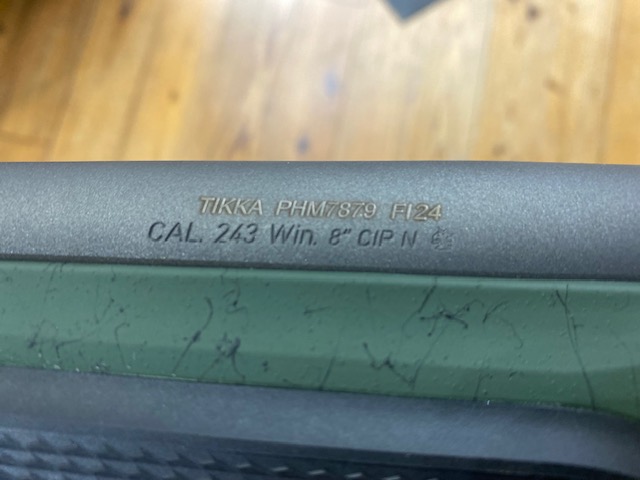 TIKKA PHM7879 FI24
CAL. 243 Win. 8" CIP N